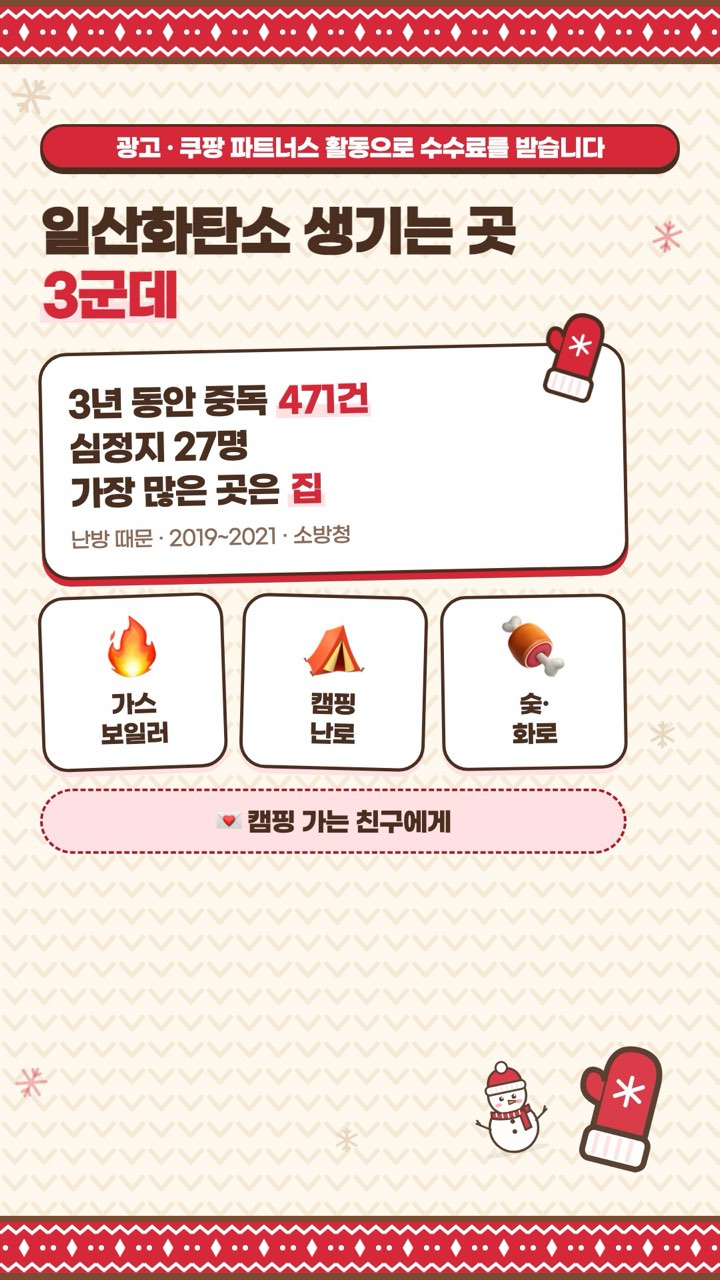 광고 · 쿠팡 파트너스 활동으로 수수료를 받습니다
일산화탄소 생기는 곳
3군데
3년 동안 중독 471건
심정지 27명
가장 많은 곳은 집
난방 때문 · 2019~2021 · 소방청
가스
보일러
캠핑
난로
숯·
화로
캠핑 가는 친구에게